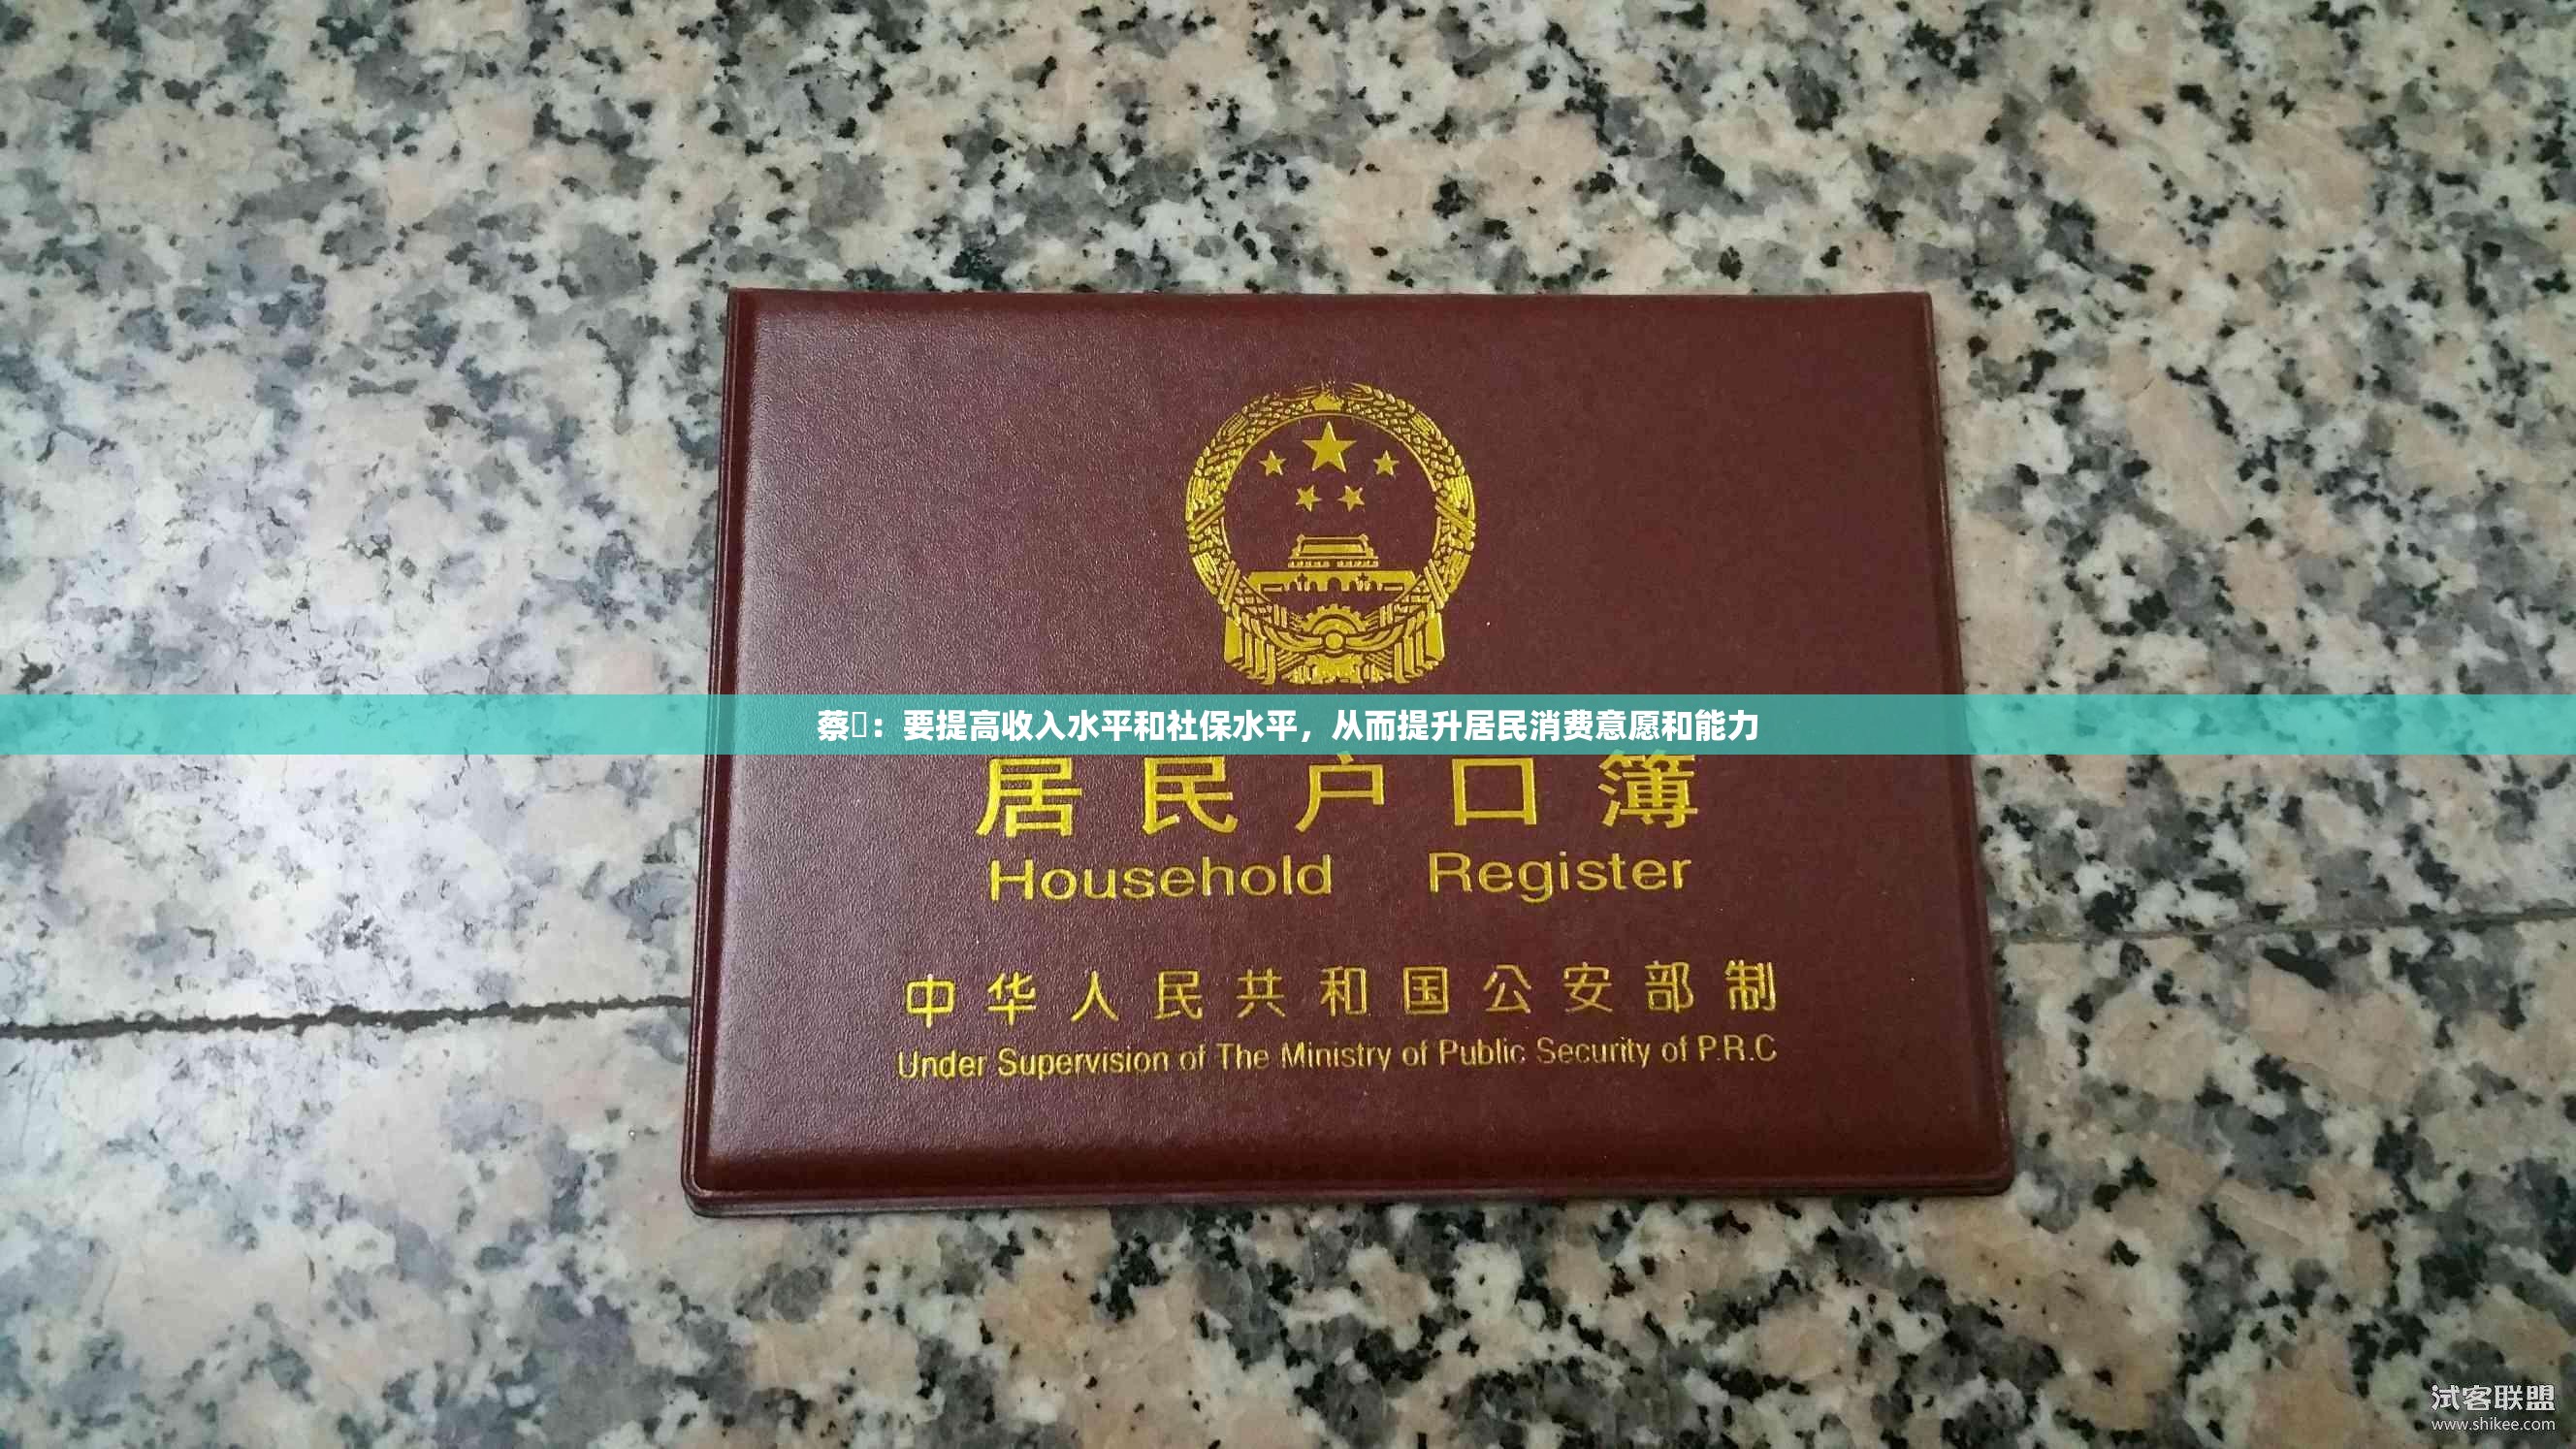 蔡▯：要提高收入水平和社保水平，从而提升居民消费意愿和能力
居民户口簿
Household Register
中华人民共和国公安部制
Under Supervision of The Ministry of Public Security of P.R.C
试客联盟
www.shikee.com